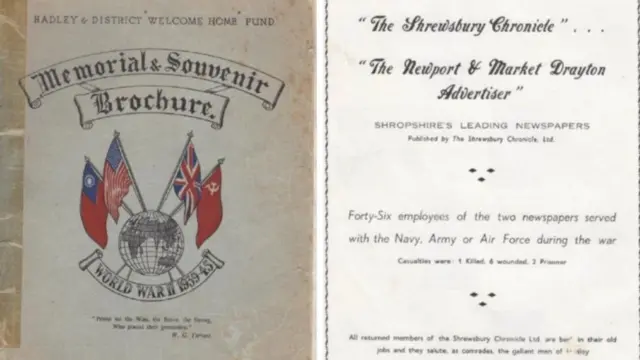 HADLEY & DISTRICT "WELCOME HOME" FUND
Memorial & Souvenir
Brochure.
WORLD WAR II 1939-45
"The Shrewsbury Chronicle" . . .
"The Newport & Market Drayton
Advertiser"
SHROPSHIRE'S LEADING NEWSPAPERS
Published by The Shrewsbury Chronicle, Ltd.
Forty-Six employees of the two newspapers served
with the Navy, Army or Air Force during the war
Casualties were: 1 Killed, 6 wounded, 2 Prisoner
All returned members of the Shrewsbury Chronicle Ltd. are in their old
jobs and they salute, as comrades, the gallant men of